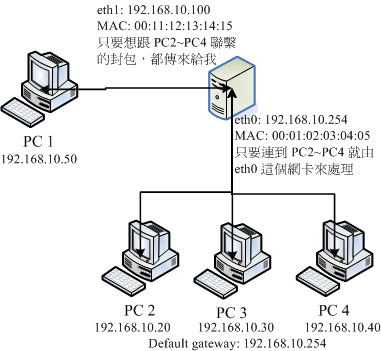 eth1: 192.168.10.100
MAC: 00:11:12:13:14:15
只要想跟 PC2~PC4 聯繫
的封包，都傳來給我
PC 1
192.168.10.50
eth0: 192.168.10.254
MAC: 00:01:02:03:04:05
只要連到 PC2~PC4 就由
eth0 這個網卡來處理
PC 2
192.168.10.20
PC 3
192.168.10.30
PC 4
192.168.10.40
Default gateway: 192.168.10.254